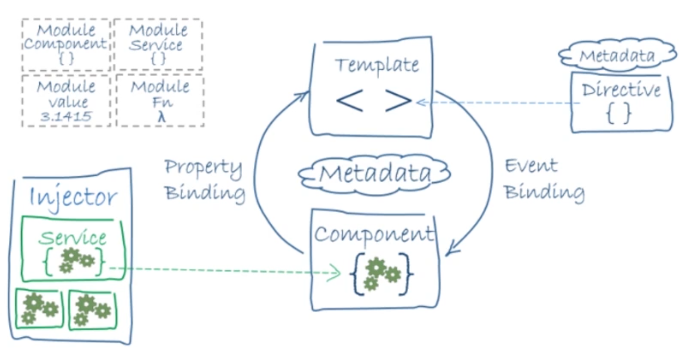 Module
Component
{ }
Module
Service
{ }
Module
value
3.1415
Module
Fn
λ
Template
< >
Metadata
Directive
{ }
Property
Binding
Metadata
Event
Binding
Injector
Service
{ }
Component
{ }